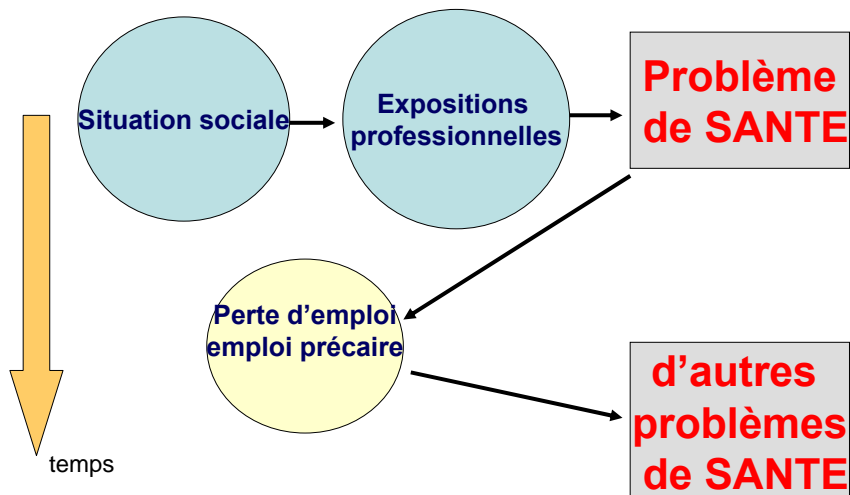 Situation sociale
Expositions
professionnelles
Problème
de SANTE
Perte d'emploi
emploi précaire
d'autres
problèmes
de SANTE
temps